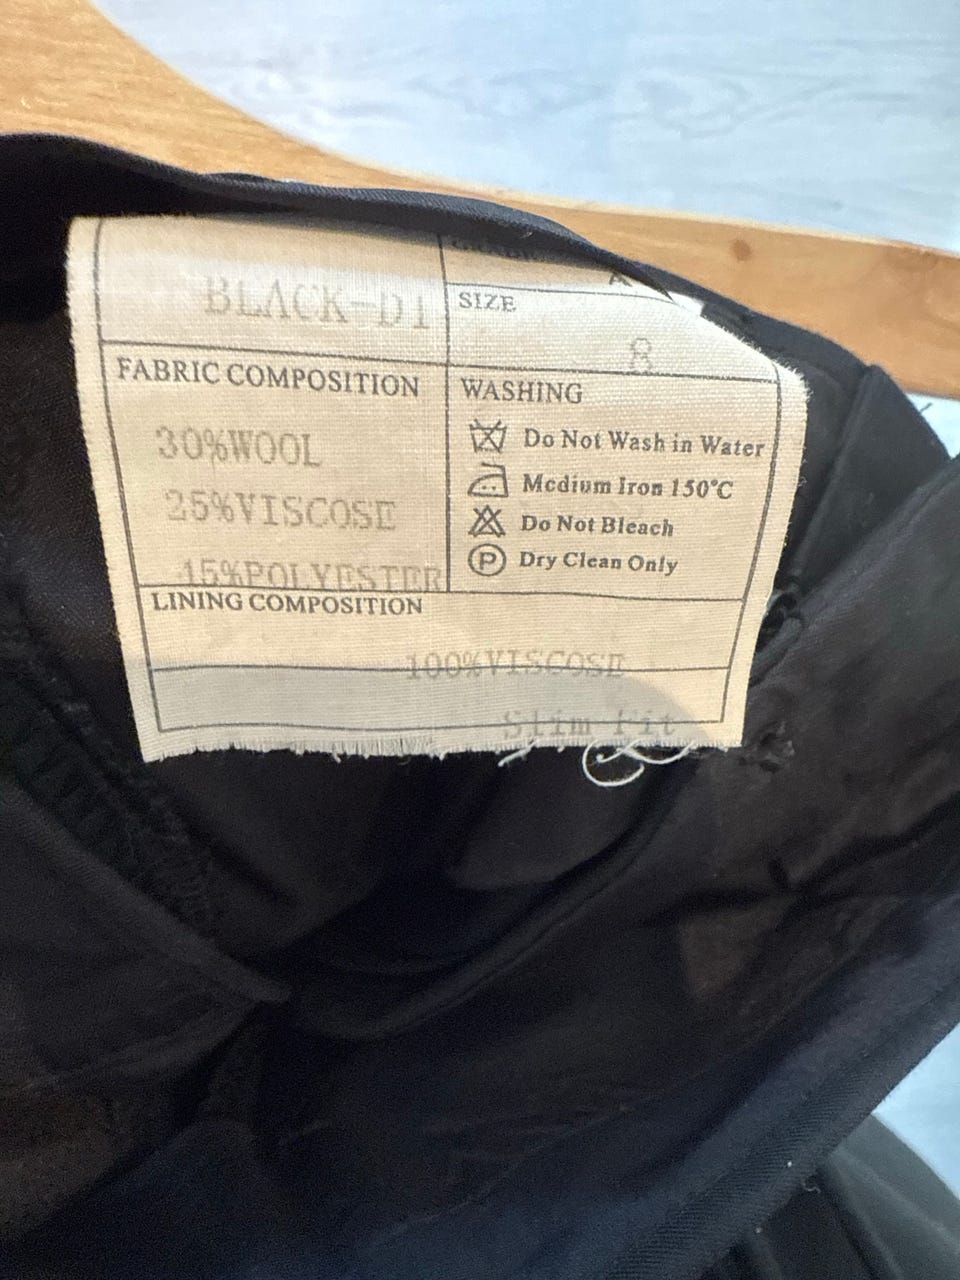 BLACK-D1
SIZE
8
FABRIC COMPOSITION
30%WOOL
25%VISCOSE
45%POLYESTER
WASHING
Do Not Wash in Water
Medium Iron 150°C
Do Not Bleach
P Dry Clean Only
LINING COMPOSITION
100%VISCOSE
Slim Fit